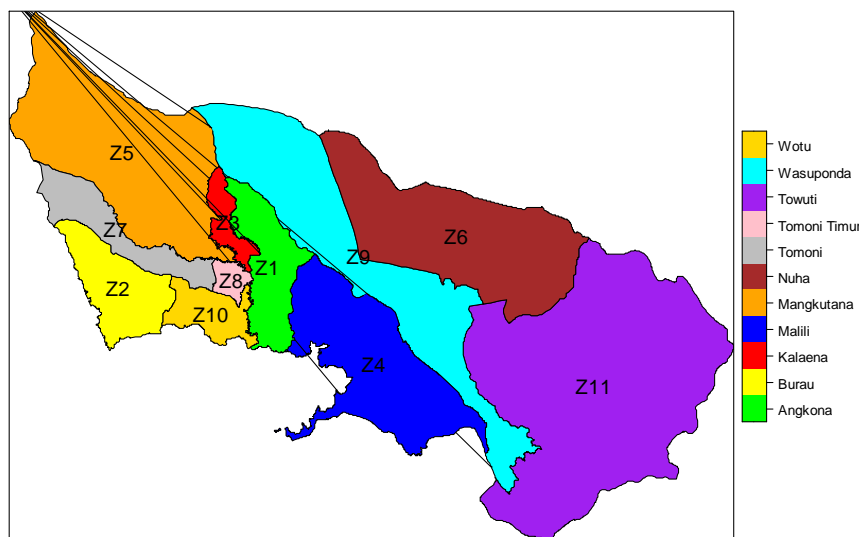 Z5
Z3
Z7
Z1
Z9
Z6
Z2
Z8
Z10
Z4
Z11
Wotu
Wasuponda
Towuti
Tomoni Timur
Tomoni
Nuha
Mangkutana
Malili
Kalaena
Burau
Angkona